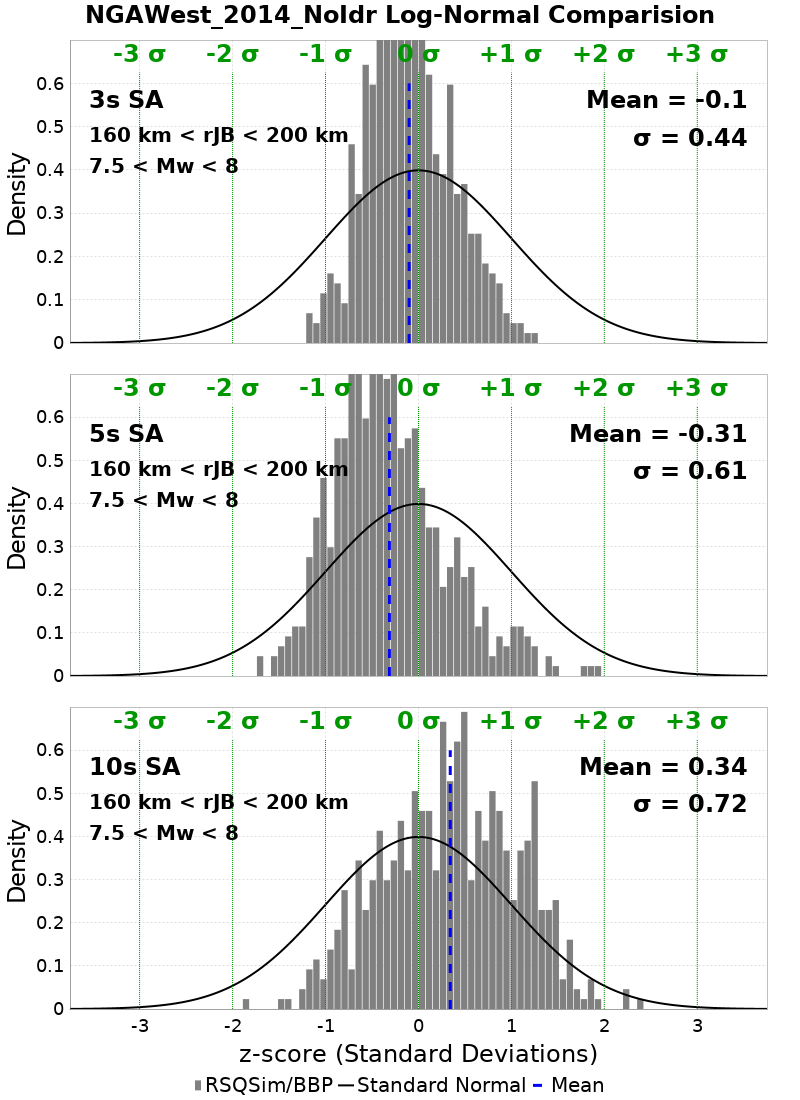 NGAWest_2014_NoIdr Log-Normal Comparision
-3 σ -2 σ -1 σ 0 σ +1 σ +2 σ +3 σ
3s SA
160 km < rJB < 200 km
7.5 < Mw < 8
Mean = -0.1
σ = 0.44
Density
0.6
0.5
0.4
0.3
0.2
0.1
0
-3 σ -2 σ -1 σ 0 σ +1 σ +2 σ +3 σ
5s SA
160 km < rJB < 200 km
7.5 < Mw < 8
Mean = -0.31
σ = 0.61
Density
0.6
0.5
0.4
0.3
0.2
0.1
0
-3 σ -2 σ -1 σ 0 σ +1 σ +2 σ +3 σ
10s SA
160 km < rJB < 200 km
7.5 < Mw < 8
Mean = 0.34
σ = 0.72
Density
0.6
0.5
0.4
0.3
0.2
0.1
0
-3 -2 -1 0 1 2 3
z-score (Standard Deviations)
RSQSim/BBP Standard Normal Mean